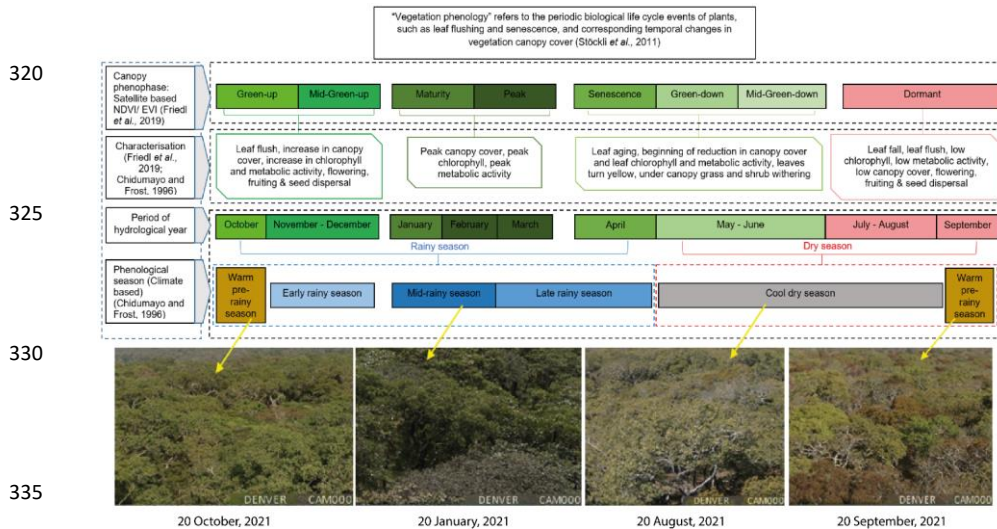 “Vegetation phenology” refers to the periodic biological life cycle events of plants,
such as leaf flushing and senescence, and corresponding temporal changes in
vegetation canopy cover (Stöckli et al., 2011)
320
Canopy
phenophase:
Satellite based
NDVI/ EVI (Friedl
et al., 2019)
Green-up
Mid-Green-up
Maturity
Peak
Senescence
Green-down
Mid-Green-down
Dormant
Characterisation
(Friedl et al.,
2019;
Chidumayo and
Frost, 1996)
Leaf flush, increase in canopy
cover, increase in chlorophyll
and metabolic activity, flowering,
fruiting & seed dispersal
Peak canopy cover, peak
chlorophyll, peak
metabolic activity
Leaf aging, beginning of reduction in canopy cover
and leaf chlorophyll and metabolic activity, leaves
turn yellow, under canopy grass and shrub withering
Leaf fall, leaf flush, low
chlorophyll, low metabolic activity,
low canopy cover, flowering,
fruiting & seed dispersal
325
Period of
hydrological year
October
November - December
January
February
March
April
May - June
July - August
September
Rainy season
Dry season
Phenological
season (Climate
based)
(Chidumayo and
Frost, 1996)
Warm
pre-
rainy
season
Early rainy season
Mid-rainy season
Late rainy season
Cool dry season
Warm
pre-
rainy
season
330
DENVER CAM000
DENVER CAM000
DENVER CAM000
DENVER CAM000
335
20 October, 2021
20 January, 2021
20 August, 2021
20 September, 2021